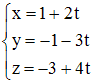 x = 1 + 2t
y = −1 − 3t
z = −3 + 4t